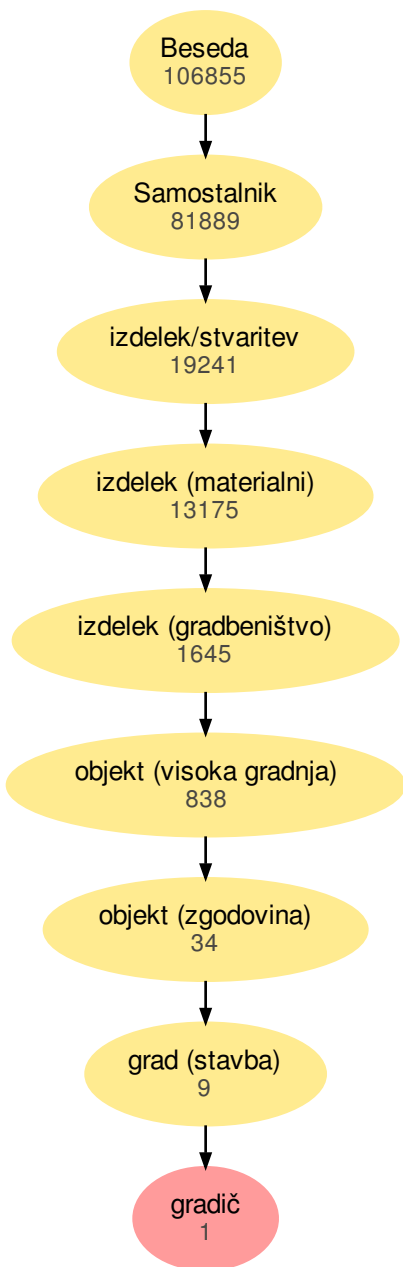 Beseda
106855
Samostalnik
81889
izdelek/stvaritev
19241
izdelek (materialni)
13175
izdelek (gradbeništvo)
1645
objekt (visoka gradnja)
838
objekt (zgodovina)
34
grad (stavba)
9
gradič
1